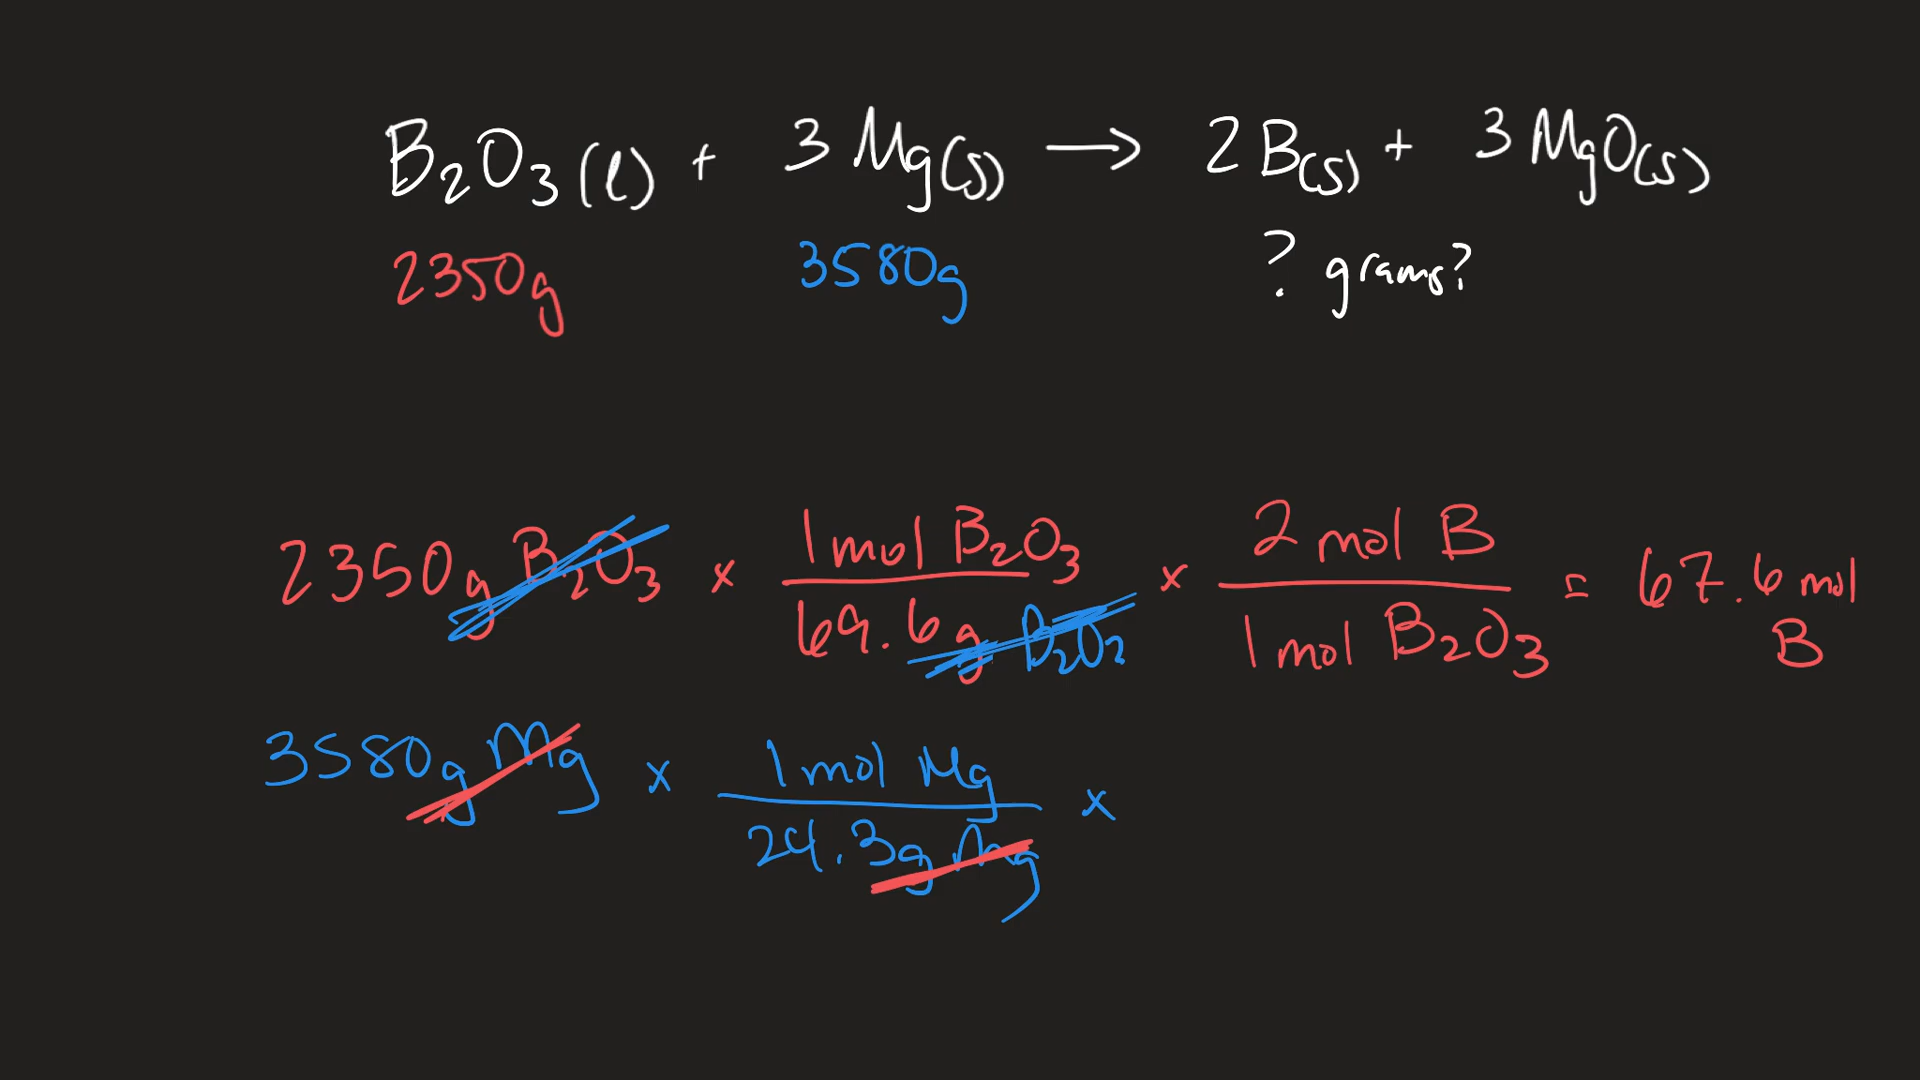 B₂O₃(l) + 3 Mg(s) → 2 B(s) + 3 MgO(s)
2350g 3580g ? grams?
2350g B₂O₃ × 1 mol B₂O₃ / 69.6g B₂O₂ × 2 mol B / 1 mol B₂O₃ = 67.6 mol B
3580g Mg × 1 mol Mg / 24.3g Mg ×